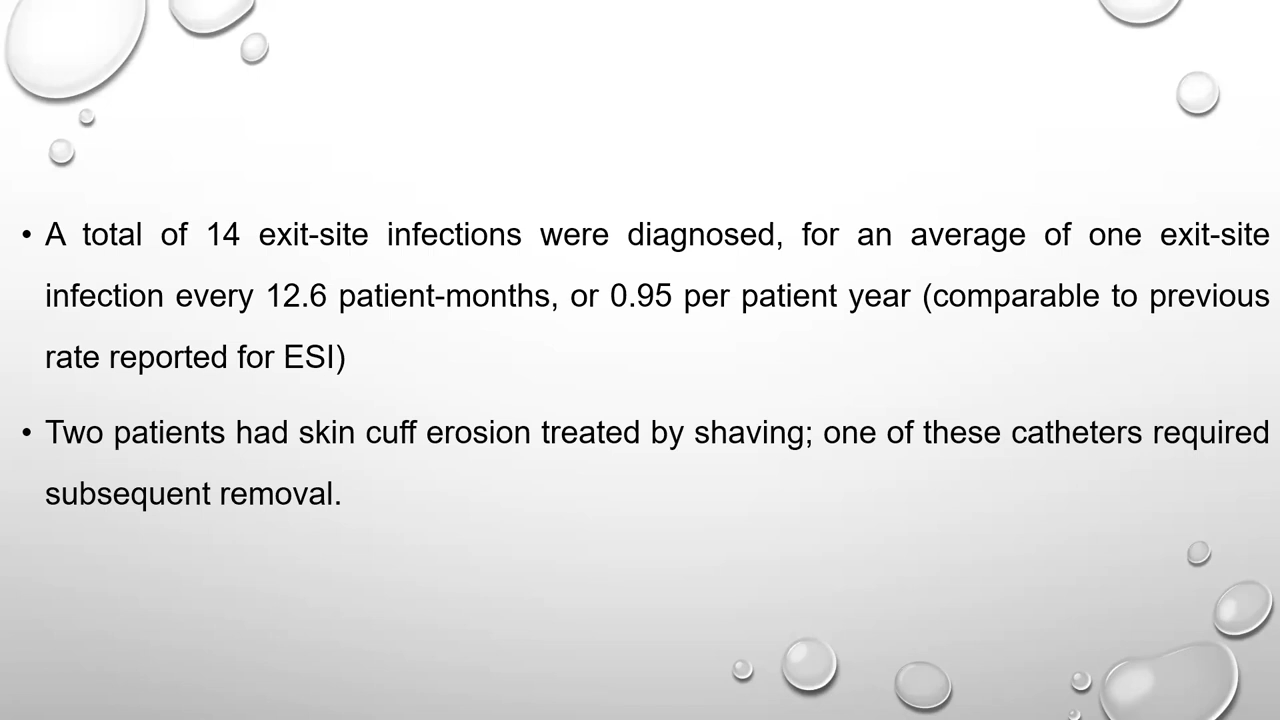 • A total of 14 exit-site infections were diagnosed, for an average of one exit-site
infection every 12.6 patient-months, or 0.95 per patient year (comparable to previous
rate reported for ESI)
• Two patients had skin cuff erosion treated by shaving; one of these catheters required
subsequent removal.